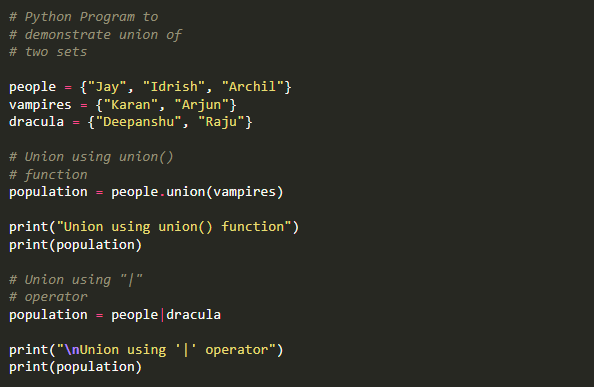 # Python Program to
# demonstrate union of
# two sets
people = {"Jay", "Idrish", "Archil"}
vampires = {"Karan", "Arjun"}
dracula = {"Deepanshu", "Raju"}
# Union using union()
# function
population = people.union(vampires)
print("Union using union() function")
print(population)
# Union using "|"
# operator
population = people|dracula
print("\nUnion using '|' operator")
print(population)